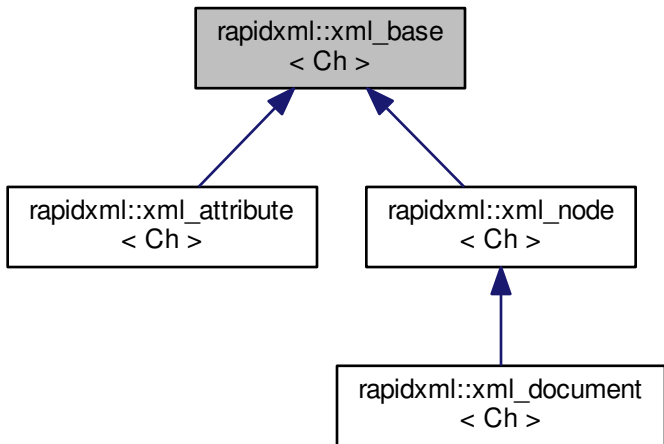 rapidxml::xml_base
< Ch >
rapidxml::xml_attribute
< Ch >
rapidxml::xml_node
< Ch >
rapidxml::xml_document
< Ch >